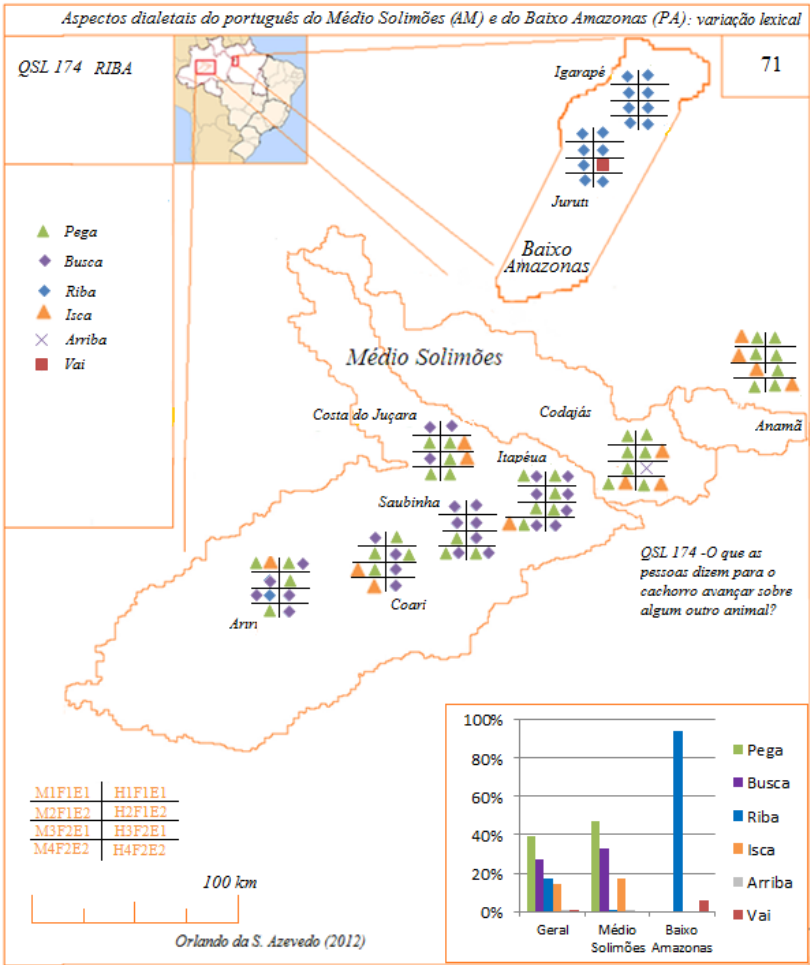 Aspectos dialetais do português do Médio Solimões (AM) e do Baixo Amazonas (PA): variação lexical
QSL 174 RIBA
71
Igarapé
Juruti
Baixo
Amazonas
Pega
Busca
Riba
Isca
Arriba
Vai
Médio Solimões
Costa do Juçara
Codajás
Anamã
Itapéua
Saubinha
Coari
Ariri
QSL 174 -O que as
pessoas dizem para o
cachorro avançar sobre
algum outro animal?
M1F1E1 H1F1E1
M2F1E2 H2F1E2
M3F2E1 H3F2E1
M4F2E2 H4F2E2
100 km
Orlando da S. Azevedo (2012)
100%
80%
60%
40%
20%
0%
Geral
Médio
Solimões
Baixo
Amazonas
Pega
Busca
Riba
Isca
Arriba
Vai